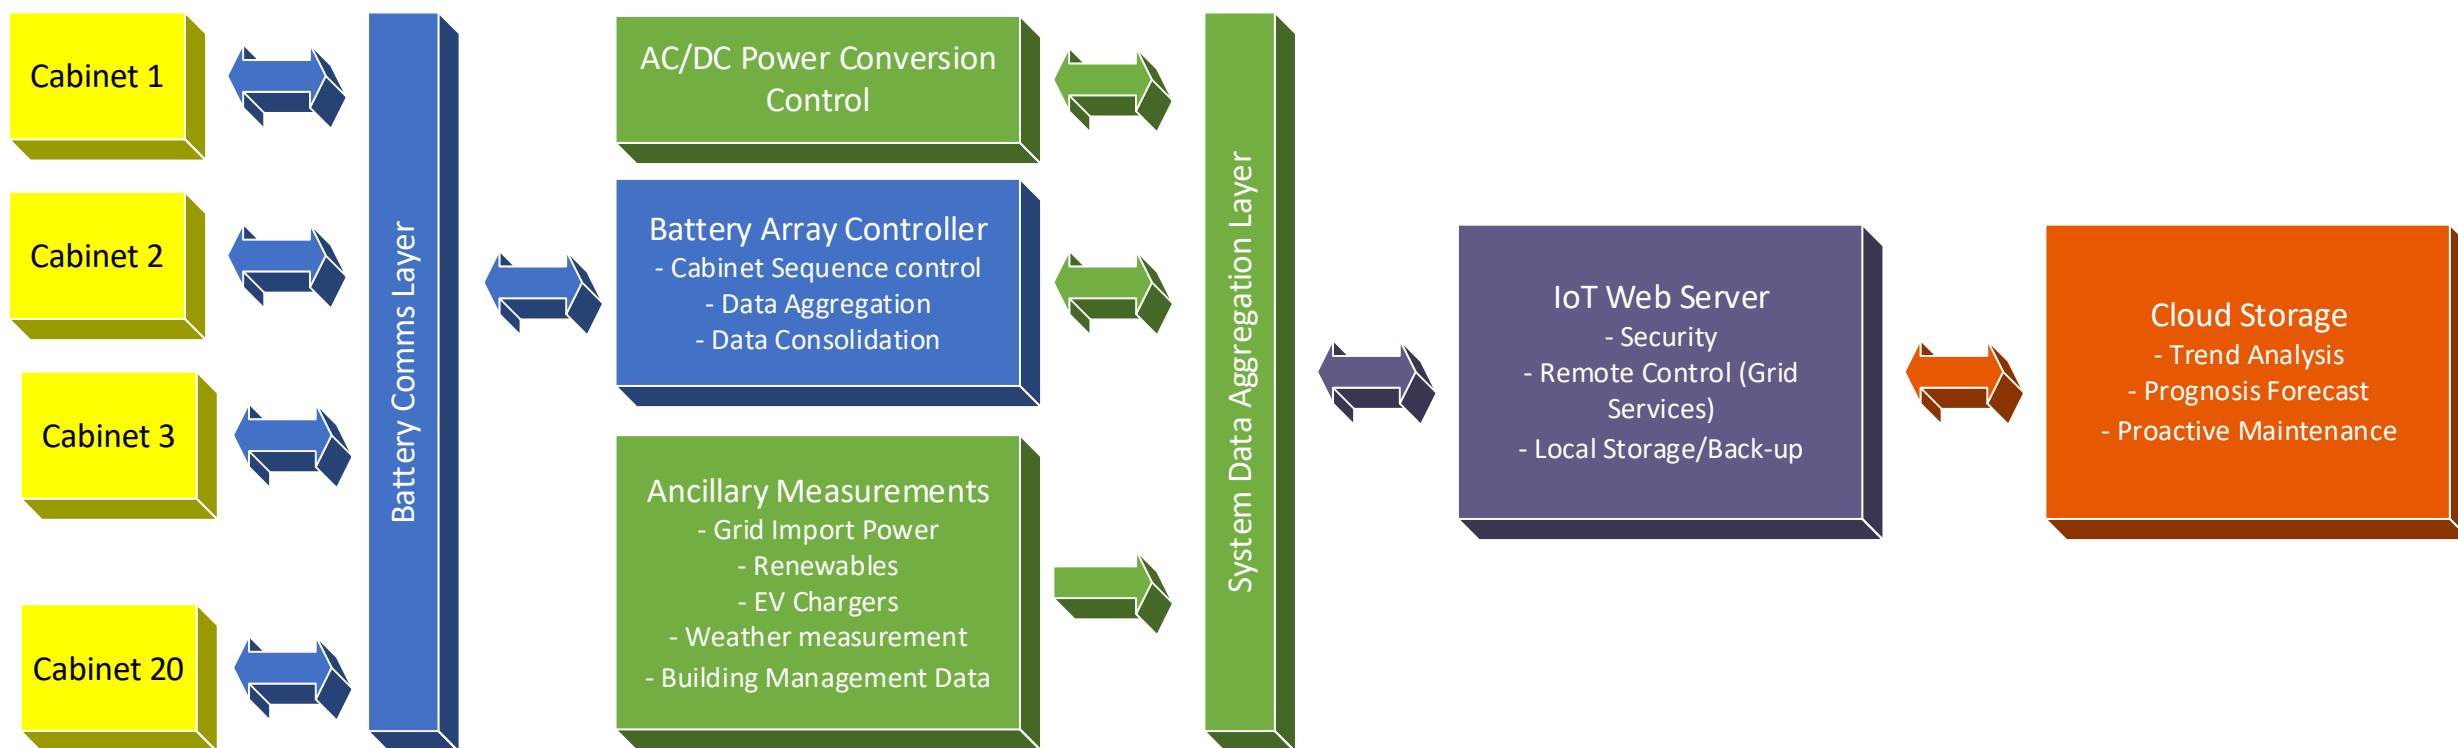 Cabinet 1
Cabinet 2
Cabinet 3
Cabinet 20
Battery Comms Layer
AC/DC Power Conversion
Control
Battery Array Controller
- Cabinet Sequence control
- Data Aggregation
- Data Consolidation
Ancillary Measurements
- Grid Import Power
- Renewables
- EV Chargers
- Weather measurement
- Building Management Data
System Data Aggregation Layer
IoT Web Server
- Security
- Remote Control (Grid
Services)
- Local Storage/Back-up
Cloud Storage
- Trend Analysis
- Prognosis Forecast
- Proactive Maintenance